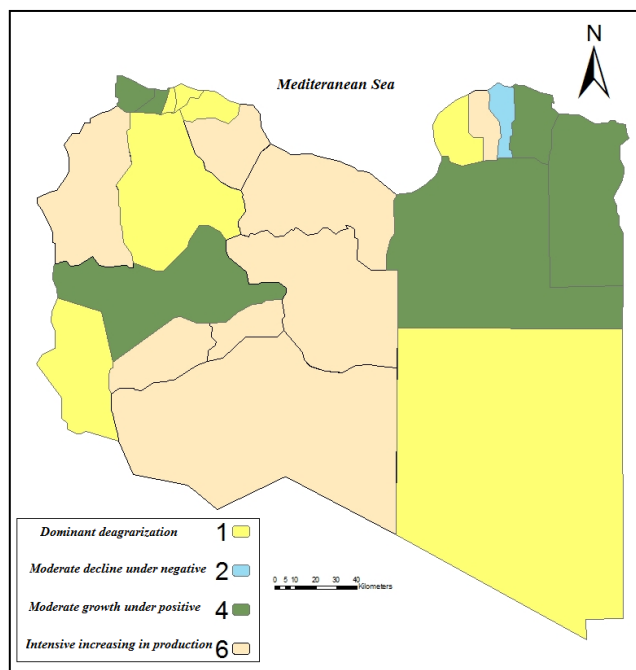 N
Mediteranean Sea
Dominant deagrarization 1
Moderate decline under negative 2
Moderate growth under positive 4
Intensive increasing in production 6
0 5 10 20 30 40
Kilometers